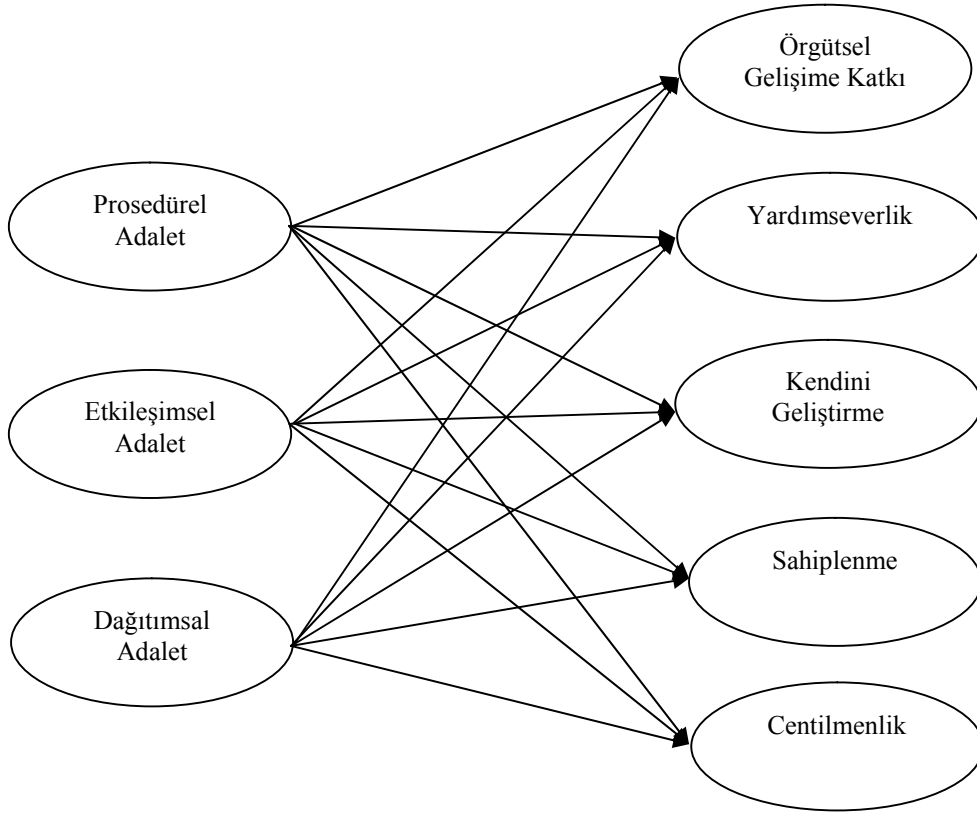 Örgütsel
Gelişime Katkı
Prosedürel
Adalet
Yardımseverlik
Etkileşimsel
Adalet
Kendini
Geliştirme
Dağıtımsal
Adalet
Sahiplenme
Centilmenlik